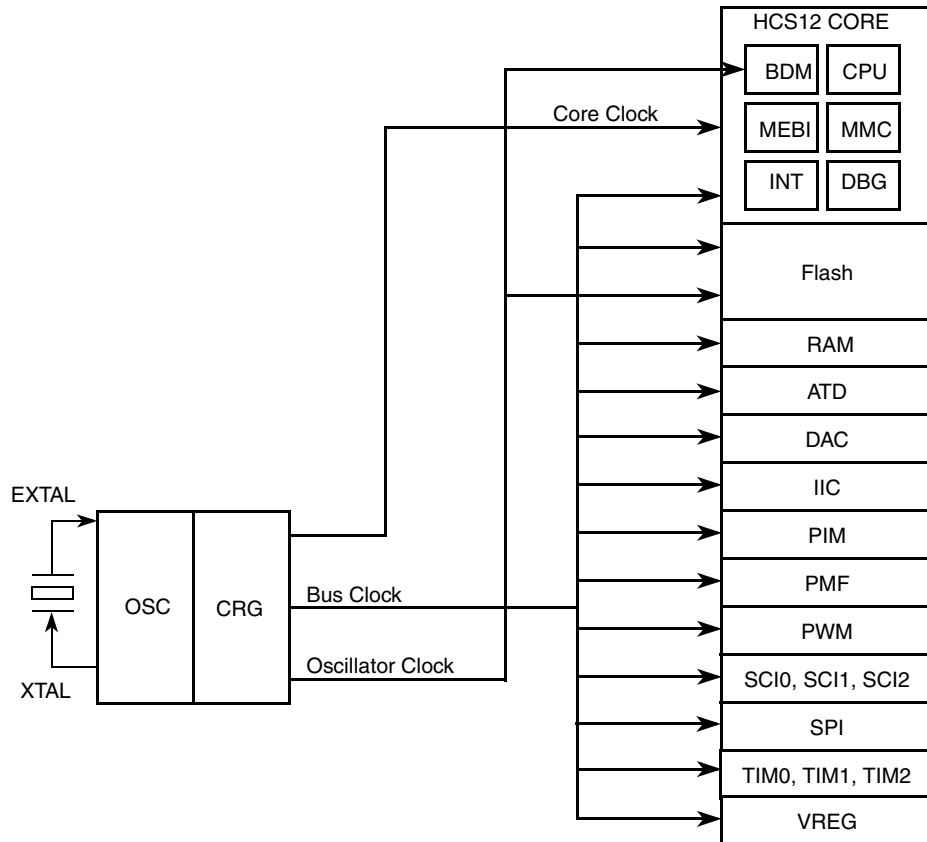 HCS12 CORE
BDM
CPU
Core Clock
MEBI
MMC
INT
DBG
Flash
RAM
ATD
DAC
IIC
EXTAL
PIM
PMF
OSC
CRG
Bus Clock
PWM
Oscillator Clock
XTAL
SCI0, SCI1, SCI2
SPI
TIM0, TIM1, TIM2
VREG